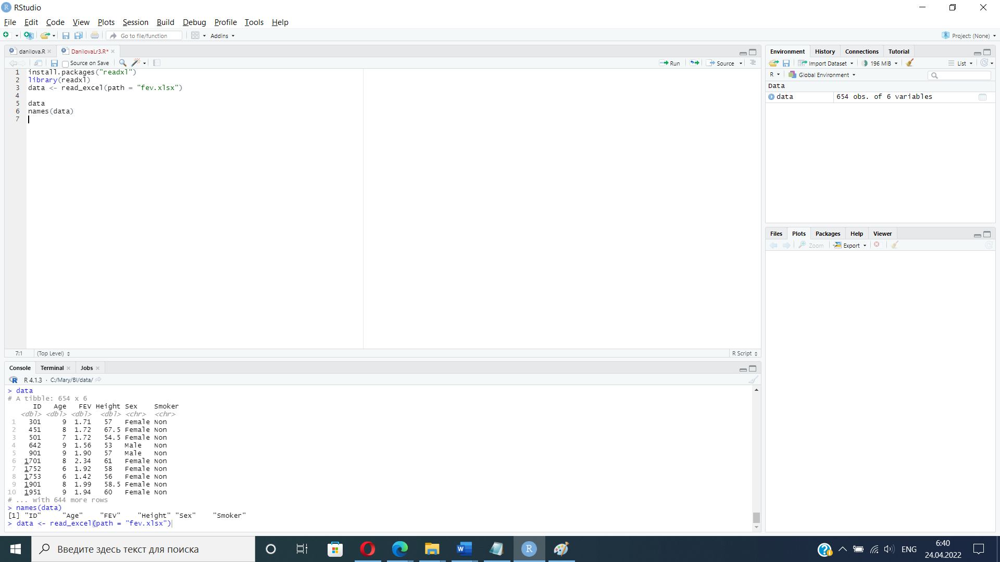 RStudio
File Edit Code View Plots Session Build Debug Profile Tools Help
Go to file/function Addins Project: (None)
danilova.R DanilovaLr3.R*
Source on Save Run Source
1 install.packages("readxl")
2 library(readxl)
3 data <- read_excel(path = "fev.xlsx")
4
5 data
6 names(data)
7
7:1 (Top Level) R Script
Console Terminal Jobs
R 4.1.3 · C:/Mary/BI/data/
> data
# A tibble: 654 x 6
ID Age FEV Height Sex Smoker
<dbl> <dbl> <dbl> <dbl> <chr> <chr>
1 301 9 1.71 57 Female Non
2 451 8 1.72 67.5 Female Non
3 501 7 1.72 54.5 Female Non
4 642 9 1.56 53 Male Non
5 901 9 1.90 57 Male Non
6 1701 8 2.34 61 Female Non
7 1752 6 1.92 58 Female Non
8 1753 6 1.42 56 Female Non
9 1901 8 1.99 58.5 Female Non
10 1951 9 1.94 60 Female Non
# ... with 644 more rows
> names(data)
[1] "ID" "Age" "FEV" "Height" "Sex" "Smoker"
> data <- read_excel(path = "fev.xlsx")
Environment History Connections Tutorial
Import Dataset 196 MiB List
R Global Environment
Data
data 654 obs. of 6 variables
Files Plots Packages Help Viewer
Zoom Export
Введите здесь текст для поиска
ENG
6:40
24.04.2022